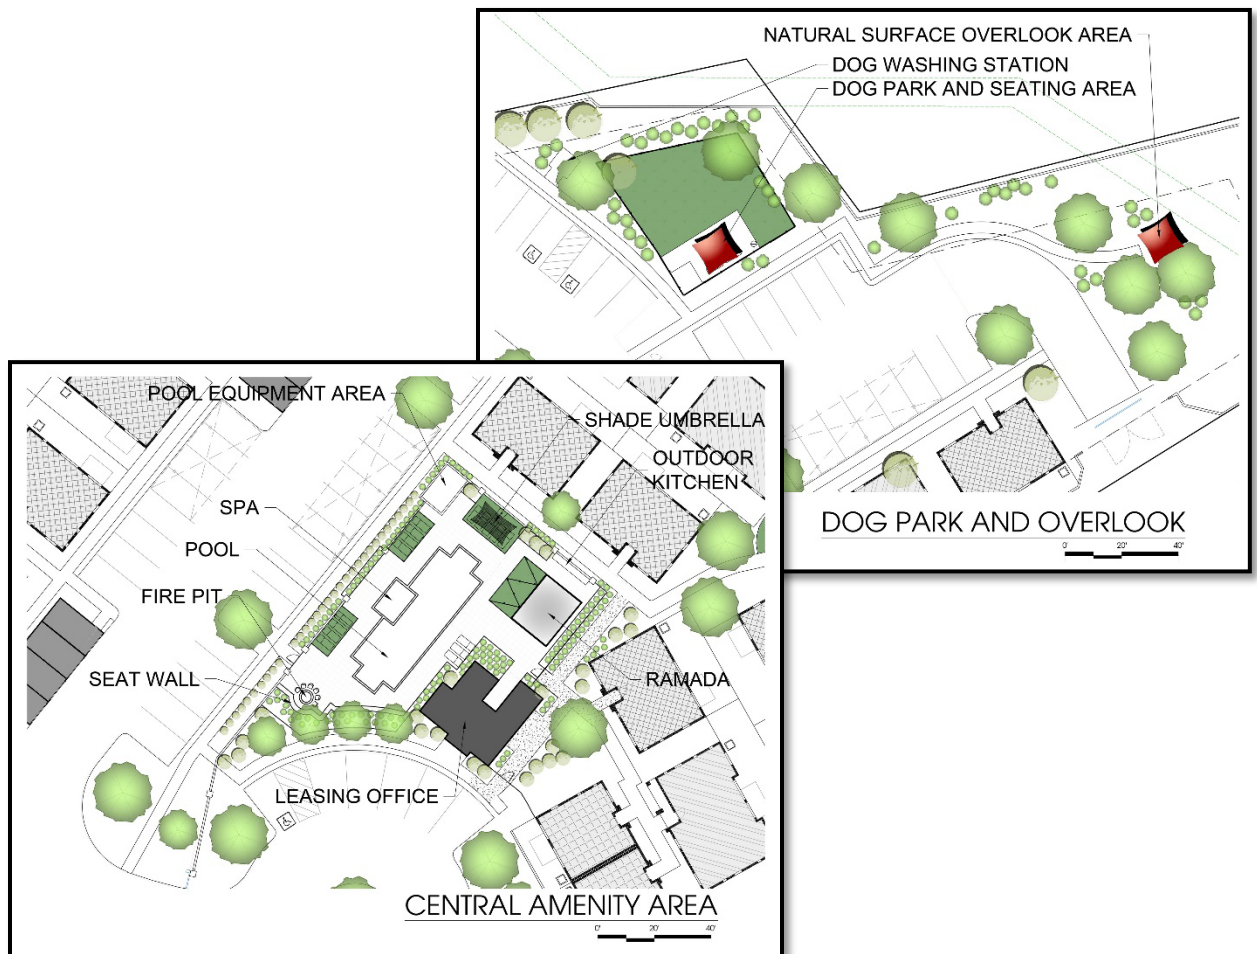 NATURAL SURFACE OVERLOOK AREA
DOG WASHING STATION
DOG PARK AND SEATING AREA
DOG PARK AND OVERLOOK
0' 20' 40'
POOL EQUIPMENT AREA
SHADE UMBRELLA
OUTDOOR
KITCHEN
SPA
POOL
FIRE PIT
SEAT WALL
RAMADA
LEASING OFFICE
CENTRAL AMENITY AREA
0' 20' 40'